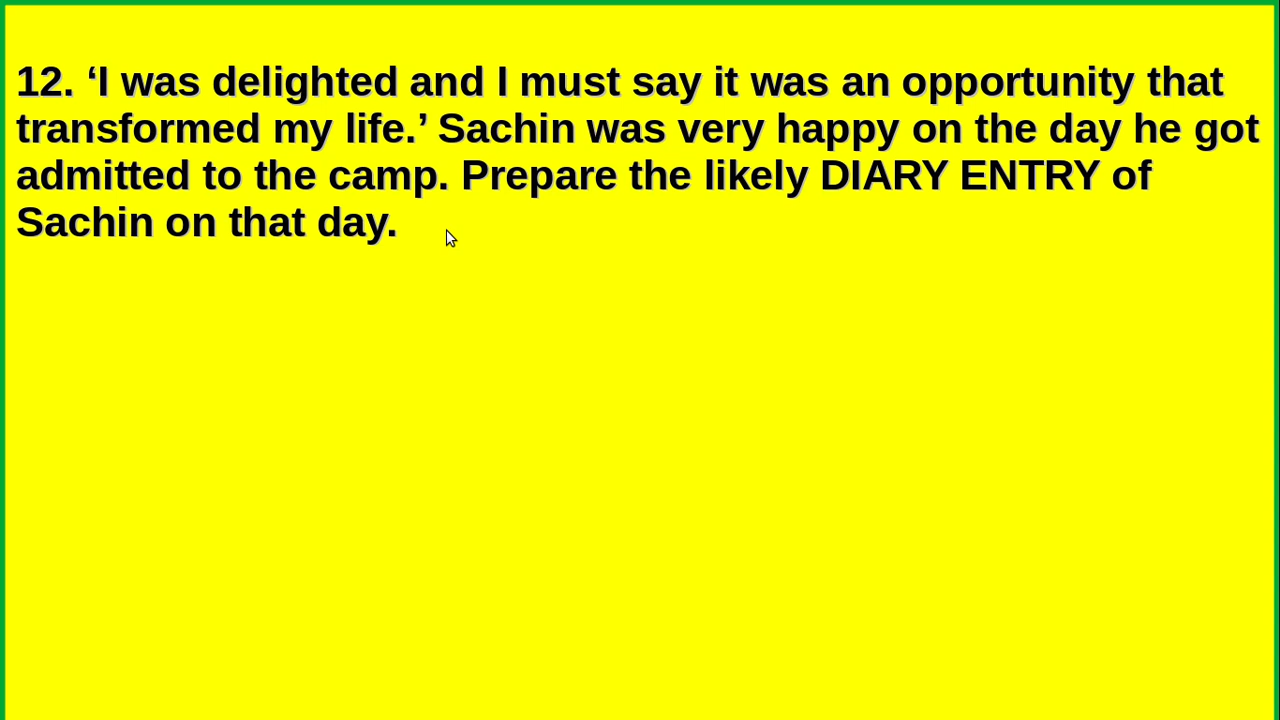 12. ‘I was delighted and I must say it was an opportunity that
transformed my life.’ Sachin was very happy on the day he got
admitted to the camp. Prepare the likely DIARY ENTRY of
Sachin on that day.